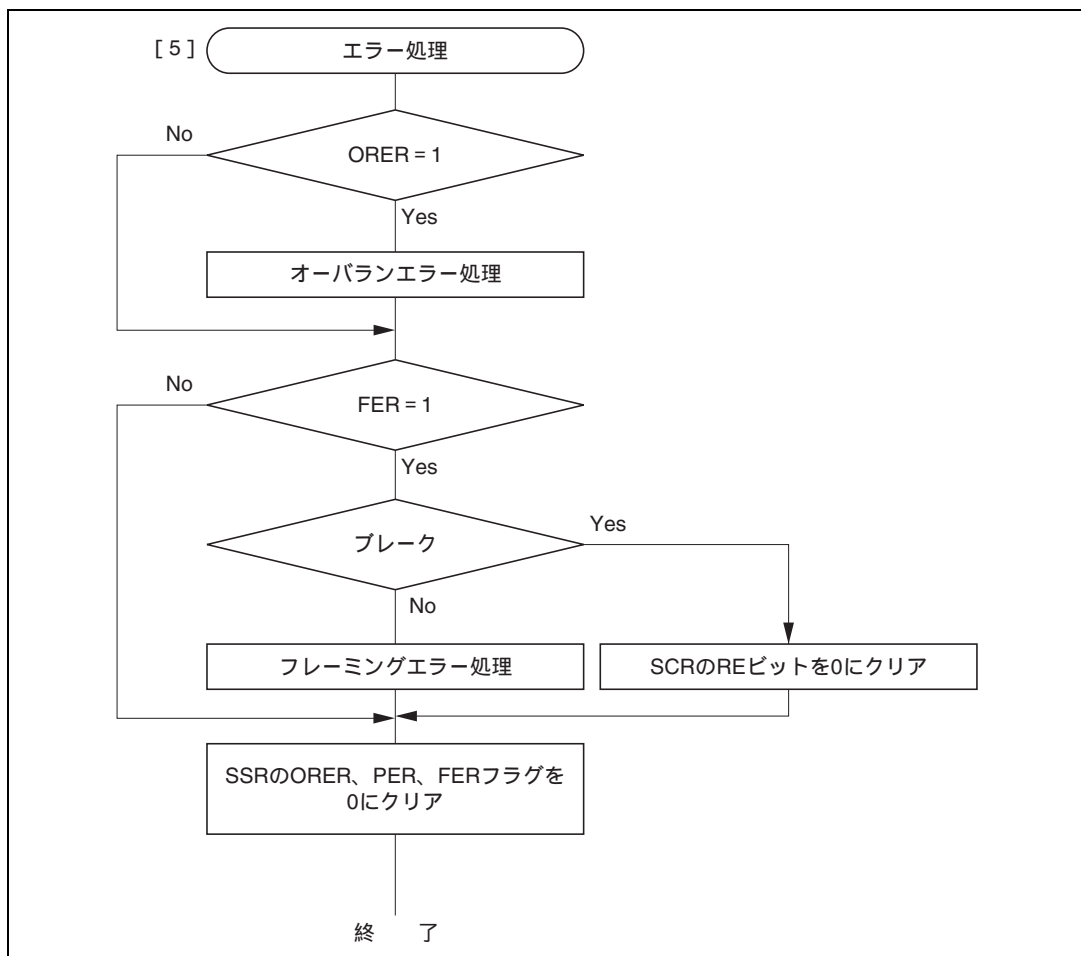 [ 5 ] エラー処理
No
ORER = 1
Yes
オーバランエラー処理
No
FER = 1
Yes
ブレーク
Yes
No
フレーミングエラー処理
SCRのREビットを0にクリア
SSRのORER、PER、FERフラグを
0にクリア
終 了